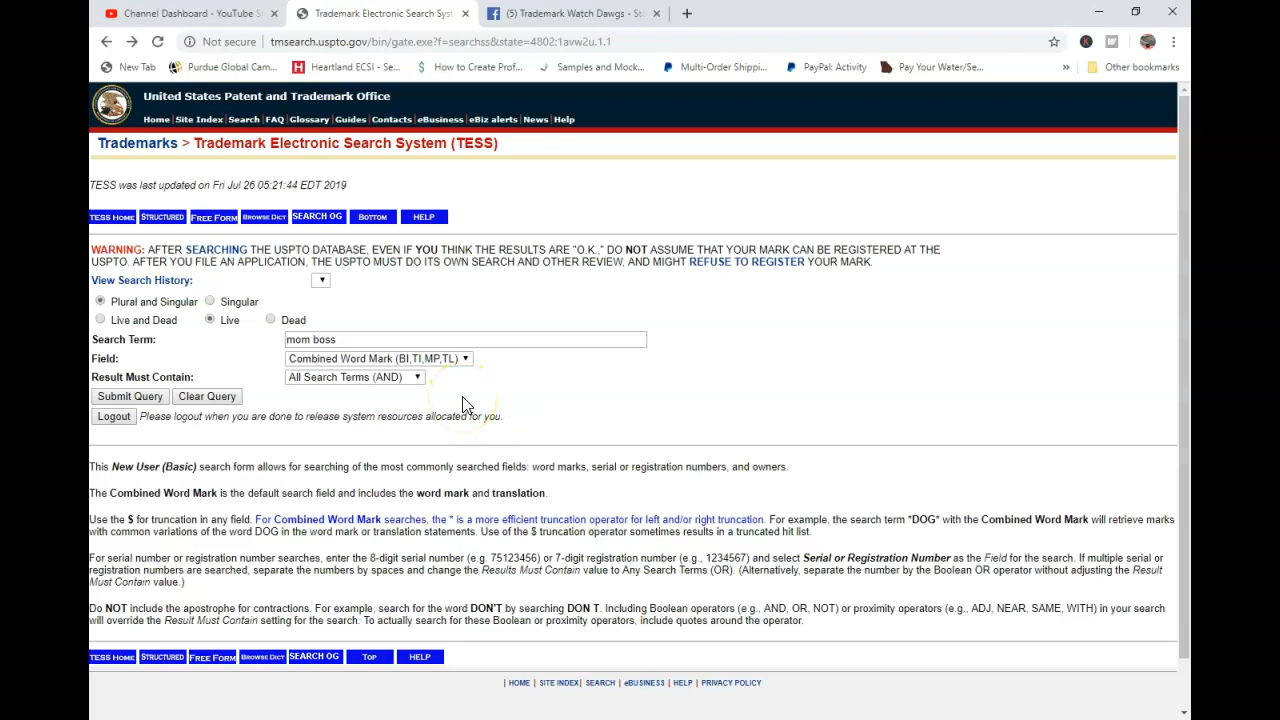 Channel Dashboard - YouTube S
Trademark Electronic Search Syst
(5) Trademark Watch Dawgs - St
Not secure
tmsearch.uspto.gov/bin/gate.exe?f=searchss&state=4802:1avw2u.1.1
New Tab
Purdue Global Cam...
Heartland ECSI - Se...
How to Create Prof...
Samples and Mock...
Multi-Order Shippi...
PayPal: Activity
Pay Your Water/Se...
»
Other bookmarks
United States Patent and Trademark Office
Home | Site Index | Search | FAQ | Glossary | Guides | Contacts | eBusiness | eBiz alerts | News | Help
Trademarks > Trademark Electronic Search System (TESS)
TESS was last updated on Fri Jul 26 05:21:44 EDT 2019
TESS HOME STRUCTURED FREE FORM BROWSE DICT SEARCH OG BOTTOM HELP
WARNING: AFTER SEARCHING THE USPTO DATABASE, EVEN IF YOU THINK THE RESULTS ARE "O.K.," DO NOT ASSUME THAT YOUR MARK CAN BE REGISTERED AT THE
USPTO. AFTER YOU FILE AN APPLICATION, THE USPTO MUST DO ITS OWN SEARCH AND OTHER REVIEW, AND MIGHT REFUSE TO REGISTER YOUR MARK.
View Search History:
Plural and Singular Singular
Live and Dead Live Dead
Search Term: mom boss
Field: Combined Word Mark (BI,TI,MP,TL)
Result Must Contain: All Search Terms (AND)
Submit Query Clear Query
Logout Please logout when you are done to release system resources allocated for you.
This New User (Basic) search form allows for searching of the most commonly searched fields: word marks, serial or registration numbers, and owners.
The Combined Word Mark is the default search field and includes the word mark and translation.
Use the $ for truncation in any field. For Combined Word Mark searches, the * is a more efficient truncation operator for left and/or right truncation. For example, the search term *DOG* with the Combined Word Mark will retrieve marks
with common variations of the word DOG in the word mark or translation statements. Use of the $ truncation operator sometimes results in a truncated hit list.
For serial number or registration number searches, enter the 8-digit serial number (e.g. 75123456) or 7-digit registration number (e.g., 1234567) and select Serial or Registration Number as the Field for the search. If multiple serial or
registration numbers are searched, separate the numbers by spaces and change the Results Must Contain value to Any Search Terms (OR). (Alternatively, separate the number by the Boolean OR operator without adjusting the Result
Must Contain value.)
Do NOT include the apostrophe for contractions. For example, search for the word DON'T by searching DON T. Including Boolean operators (e.g., AND, OR, NOT) or proximity operators (e.g., ADJ, NEAR, SAME, WITH) in your search
will override the Result Must Contain setting for the search. To actually search for these Boolean or proximity operators, include quotes around the operator.
TESS HOME STRUCTURED FREE FORM BROWSE DICT SEARCH OG TOP HELP
| HOME | SITE INDEX | SEARCH | eBUSINESS | HELP | PRIVACY POLICY